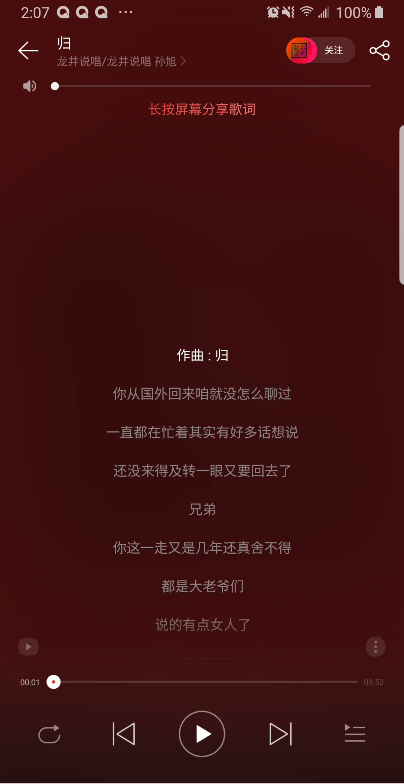 2:07 100%
归
龙井说唱/龙井说唱 孙旭
关注
长按屏幕分享歌词
作曲 : 归
你从国外回来咱就没怎么聊过
一直都在忙着其实有好多话想说
还没来得及转一眼又要回去了
兄弟
你这一走又是几年还真舍不得
都是大老爷们
说的有点女人了
00:01 03:52